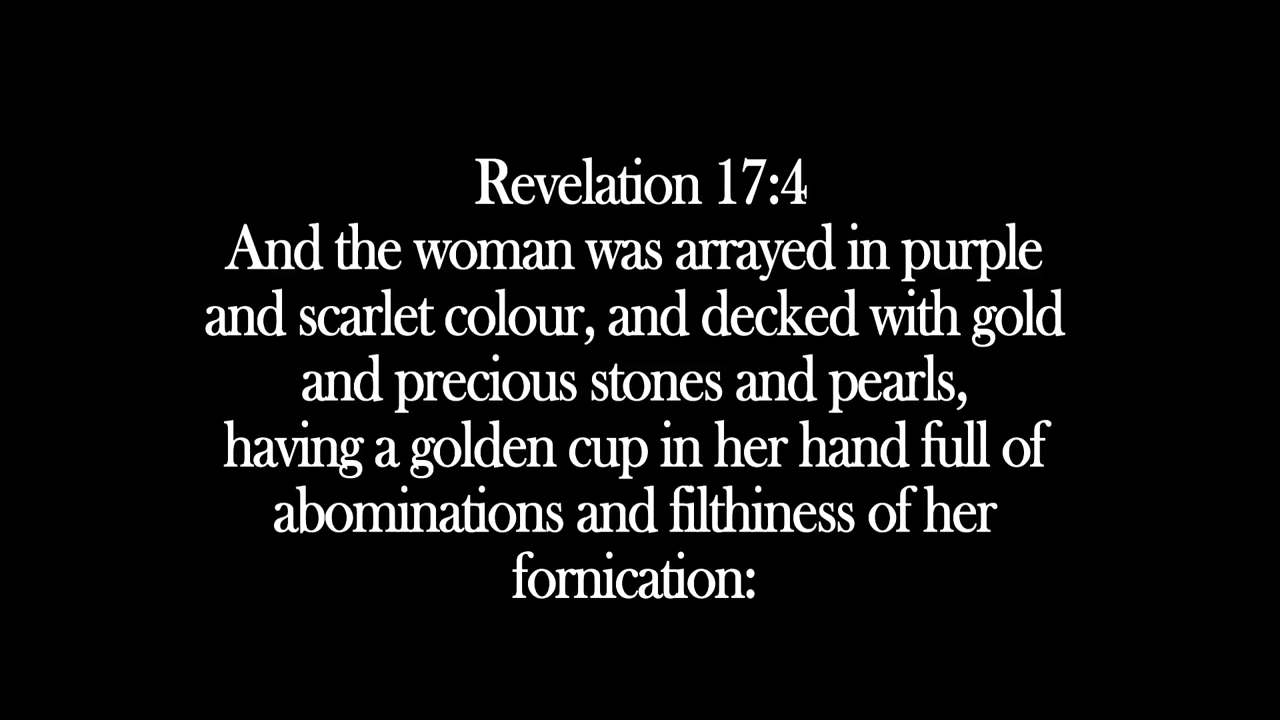 Revelation 17:4
And the woman was arrayed in purple
and scarlet colour, and decked with gold
and precious stones and pearls,
having a golden cup in her hand full of
abominations and filthiness of her
fornication: